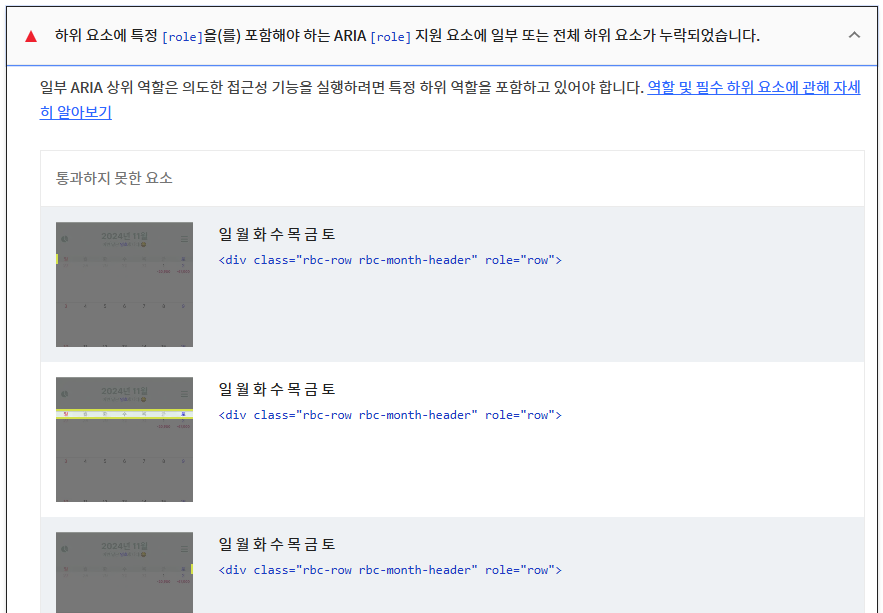 하위 요소에 특정 [role]을(를) 포함해야 하는 ARIA [role] 지원 요소에 일부 또는 전체 하위 요소가 누락되었습니다.
일부 ARIA 상위 역할은 의도한 접근성 기능을 실행하려면 특정 하위 역할을 포함하고 있어야 합니다. 역할 및 필수 하위 요소에 관해 자세
히 알아보기
통과하지 못한 요소
2024년 11월
일 월 화 수 목 금 토
<div class="rbc-row rbc-month-header" role="row">
2024년 11월
일 월 화 수 목 금 토
<div class="rbc-row rbc-month-header" role="row">
2024년 11월
일 월 화 수 목 금 토
<div class="rbc-row rbc-month-header" role="row">